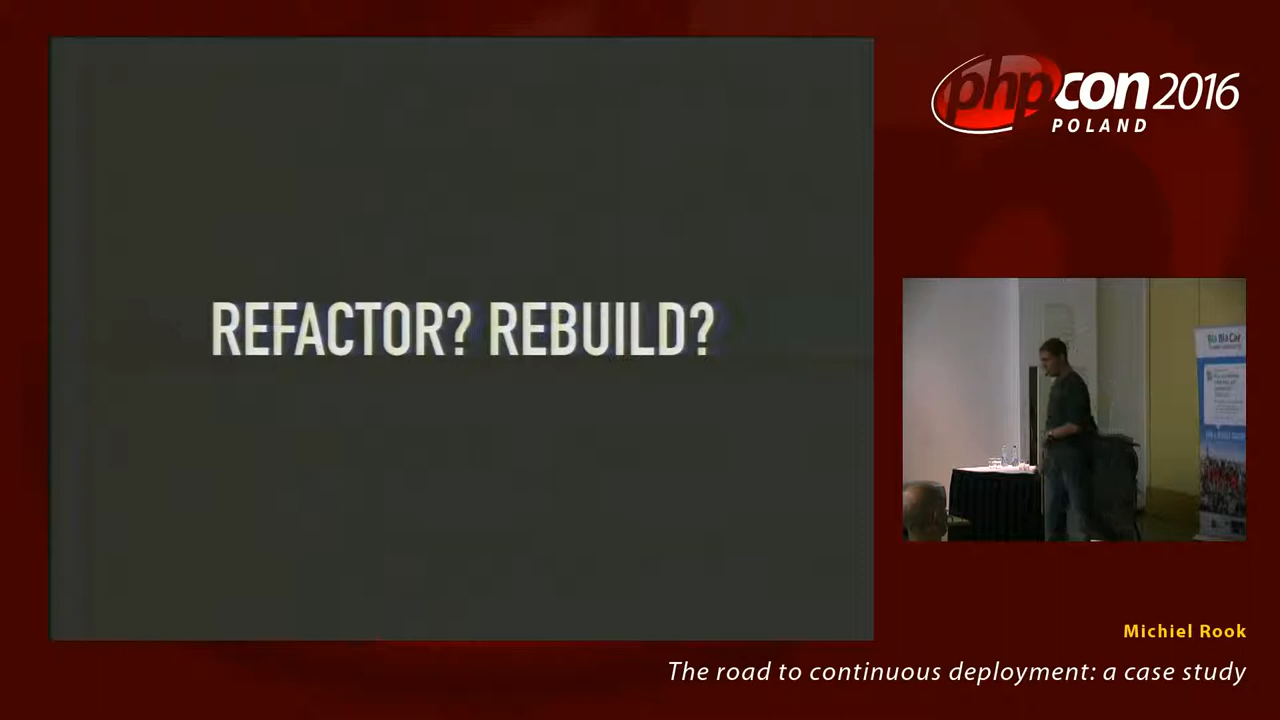 REFACTOR? REBUILD?
phpcon 2016
POLAND
Michiel Rook
The road to continuous deployment: a case study